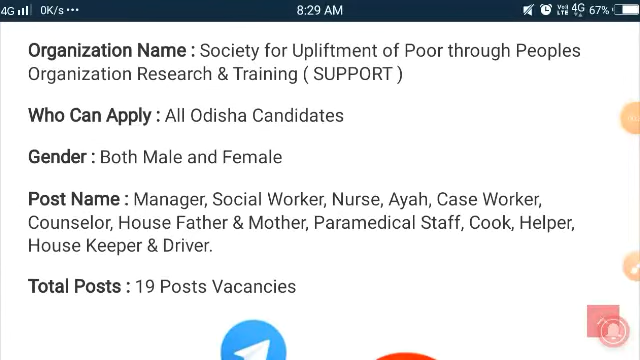 4G 0K/s ... 8:29 AM Vol LTE 4G 67%
Organization Name : Society for Upliftment of Poor through Peoples
Organization Research & Training ( SUPPORT )
Who Can Apply : All Odisha Candidates
Gender : Both Male and Female
Post Name : Manager, Social Worker, Nurse, Ayah, Case Worker,
Counselor, House Father & Mother, Paramedical Staff, Cook, Helper,
House Keeper & Driver.
Total Posts : 19 Posts Vacancies